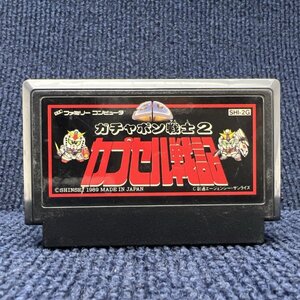 ファミリーコンピュータ
SHI-2G
ガチャポン戦士2
カプセル戦記
©SHINSEI 1989 MADE IN JAPAN
©創通エージェンシー・サンライズ